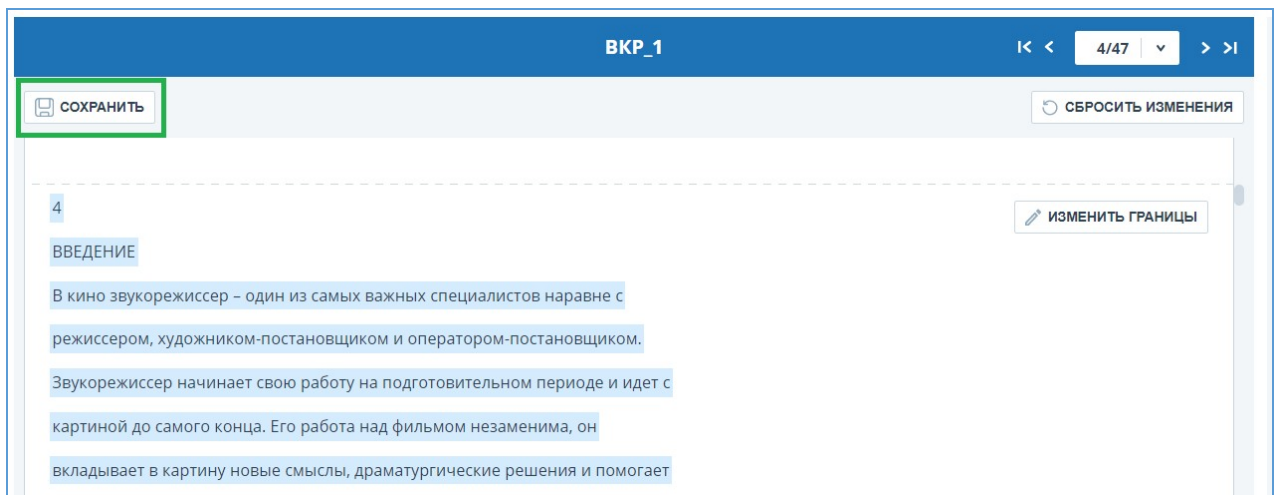 ВКР_1
4/47
СОХРАНИТЬ
СБРОСИТЬ ИЗМЕНЕНИЯ
4
ИЗМЕНИТЬ ГРАНИЦЫ
ВВЕДЕНИЕ
В кино звукорежиссер – один из самых важных специалистов наравне с
режиссером, художником-постановщиком и оператором-постановщиком.
Звукорежиссер начинает свою работу на подготовительном периоде и идет с
картиной до самого конца. Его работа над фильмом незаменима, он
вкладывает в картину новые смыслы, драматургические решения и помогает